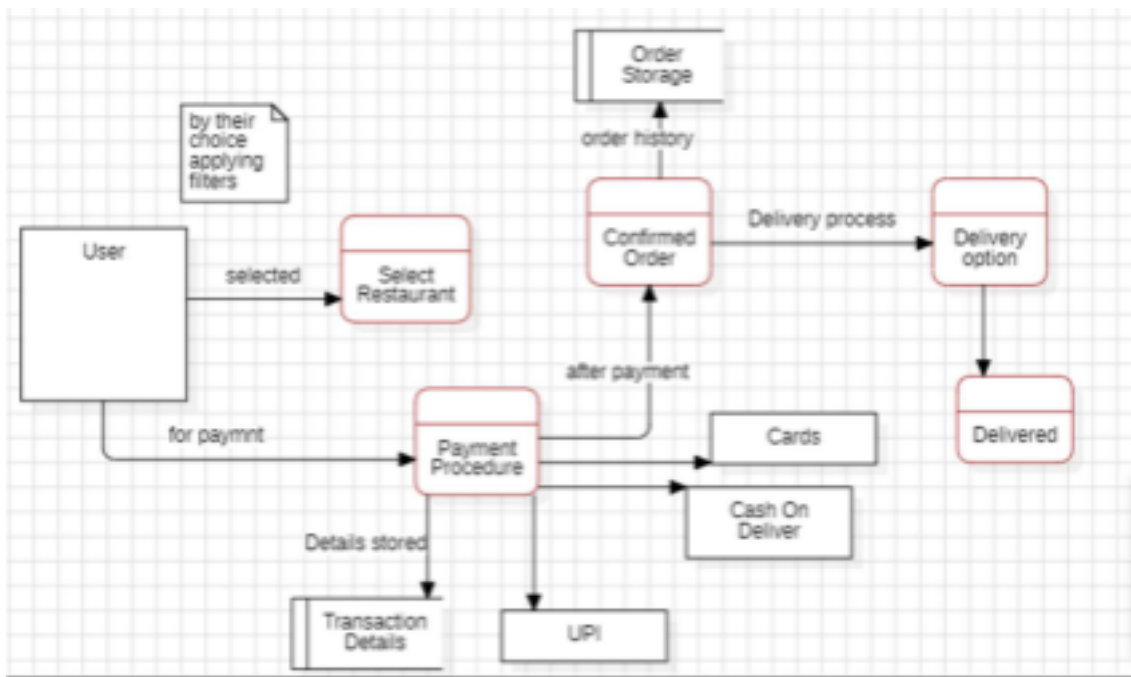 Order
Storage
by their
choice
applying
filters
order history
User
selected
Select
Restaurant
Confirmed
Order
Delivery process
Delivery
option
after payment
for paymnt
Payment
Procedure
Cards
Delivered
Cash On
Deliver
Details stored
Transaction
Details
UPI